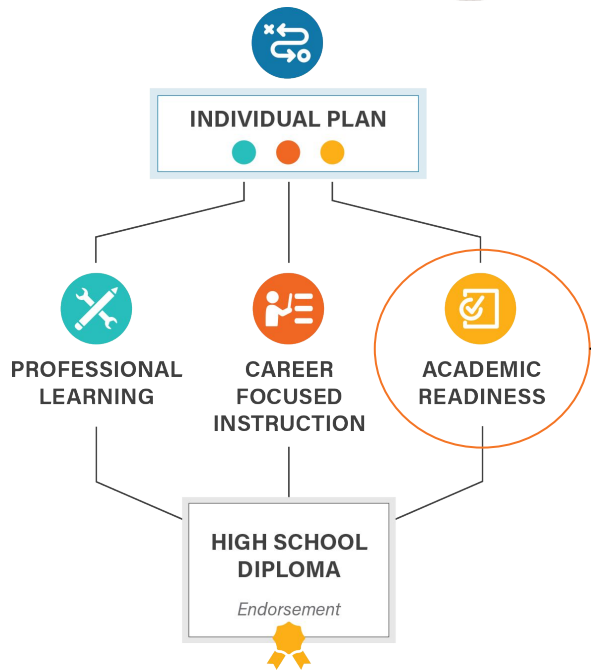 INDIVIDUAL PLAN
PROFESSIONAL
LEARNING
CAREER
FOCUSED
INSTRUCTION
ACADEMIC
READINESS
HIGH SCHOOL
DIPLOMA
Endorsement